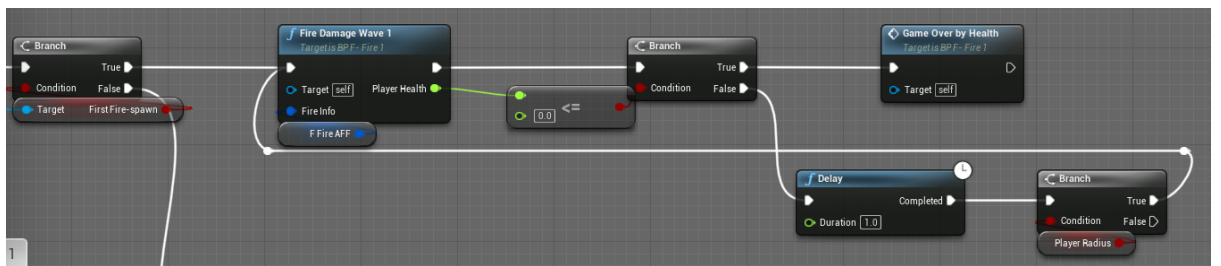 Branch
True
Condition False
Target First Fire-spawn
Fire Damage Wave 1
Target is BP F- Fire 1
Target self Player Health
Fire Info
F Fire AFF
0.0 <=
Branch
True
Condition False
Game Over by Health
Target is BP F- Fire 1
Target self
Delay
Completed
Duration 1.0
Branch
True
Condition False
Player Radius
1